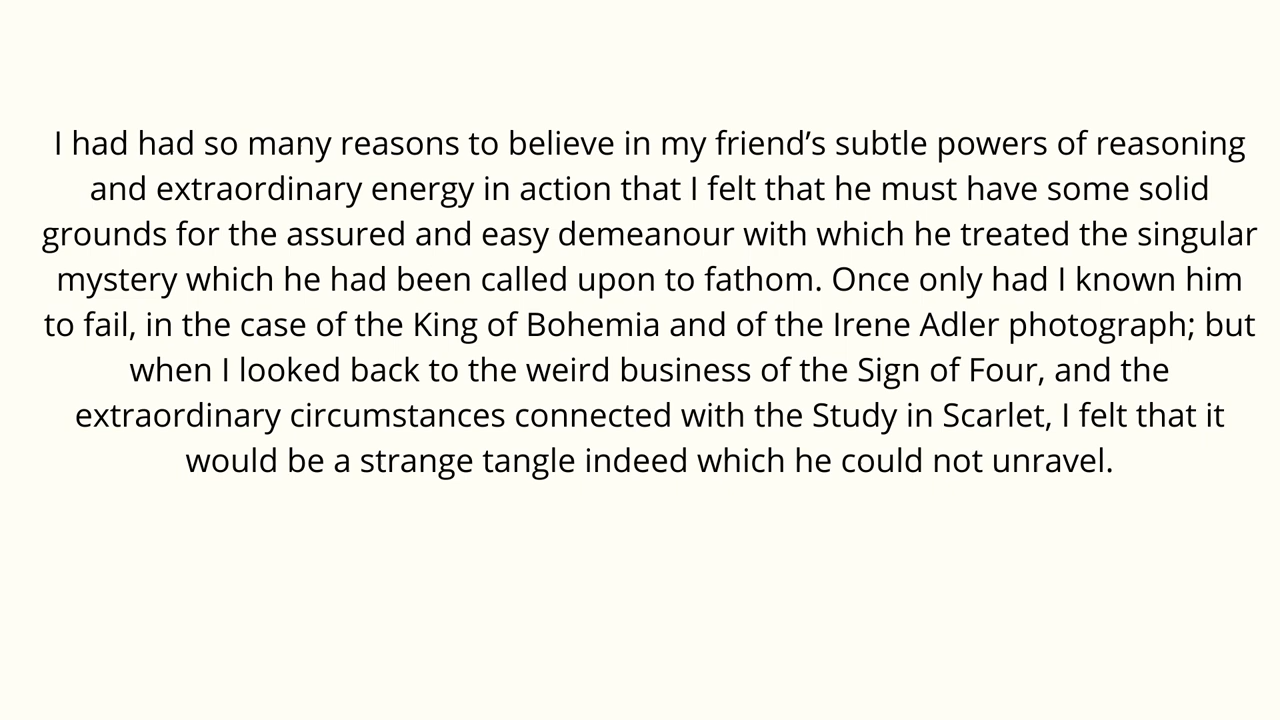 I had had so many reasons to believe in my friend’s subtle powers of reasoning
and extraordinary energy in action that I felt that he must have some solid
grounds for the assured and easy demeanour with which he treated the singular
mystery which he had been called upon to fathom. Once only had I known him
to fail, in the case of the King of Bohemia and of the Irene Adler photograph; but
when I looked back to the weird business of the Sign of Four, and the
extraordinary circumstances connected with the Study in Scarlet, I felt that it
would be a strange tangle indeed which he could not unravel.